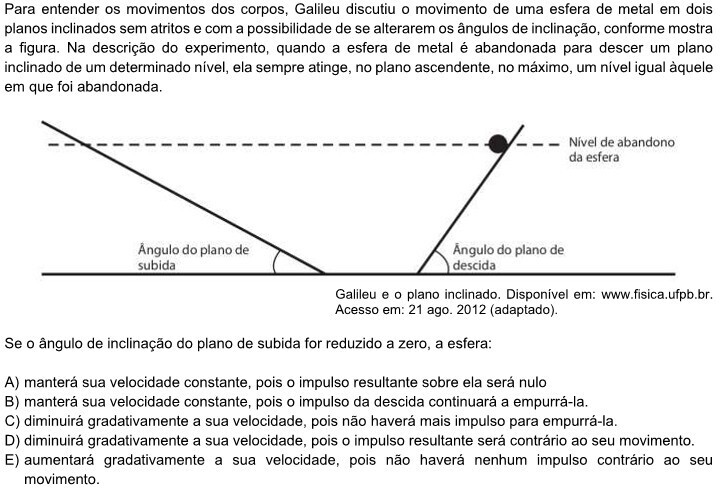 Para entender os movimentos dos corpos, Galileu discutiu o movimento de uma esfera de metal em dois
planos inclinados sem atritos e com a possibilidade de se alterarem os ângulos de inclinação, conforme mostra
a figura. Na descrição do experimento, quando a esfera de metal é abandonada para descer um plano
inclinado de um determinado nível, ela sempre atinge, no plano ascendente, no máximo, um nível igual àquele
em que foi abandonada.
Nível de abandono
da esfera
Ângulo do plano de
subida
Ângulo do plano de
descida
Galileu e o plano inclinado. Disponível em: www.fisica.ufpb.br.
Acesso em: 21 ago. 2012 (adaptado).
Se o ângulo de inclinação do plano de subida for reduzido a zero, a esfera:
A) manterá sua velocidade constante, pois o impulso resultante sobre ela será nulo
B) manterá sua velocidade constante, pois o impulso da descida continuará a empurrá-la.
C) diminuirá gradativamente a sua velocidade, pois não haverá mais impulso para empurrá-la.
D) diminuirá gradativamente a sua velocidade, pois o impulso resultante será contrário ao seu movimento.
E) aumentará gradativamente a sua velocidade, pois não haverá nenhum impulso contrário ao seu
movimento.